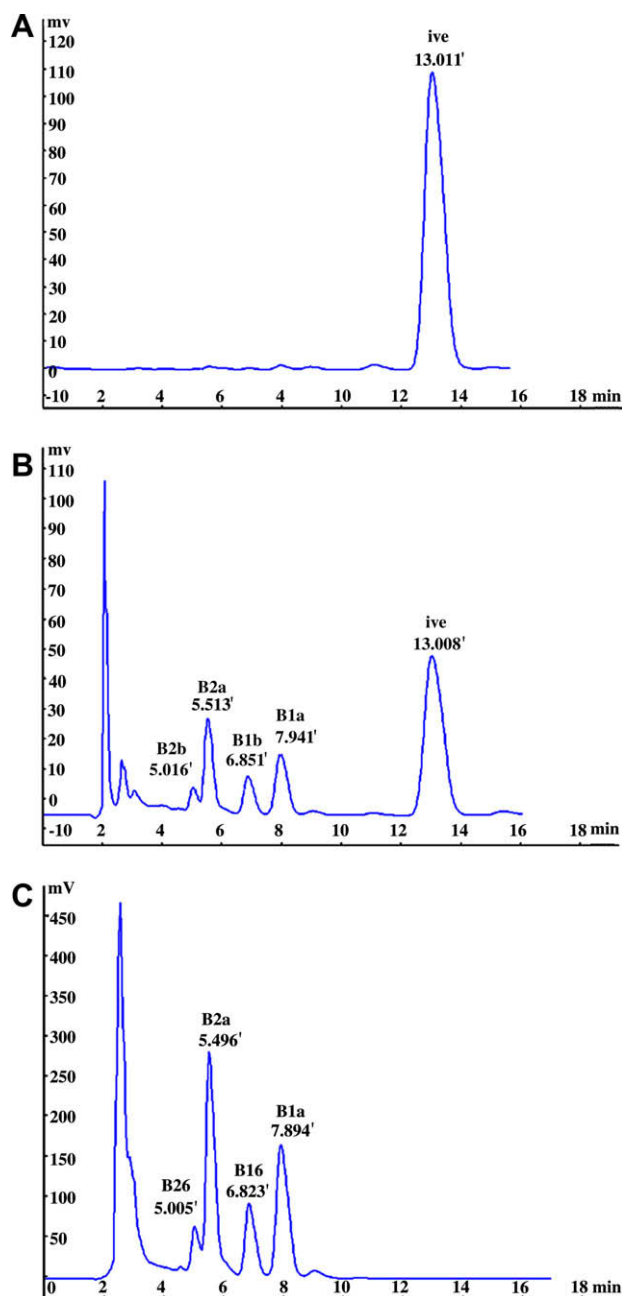 A
mv
120
110
100
90
80
70
60
50
40
30
20
10
0
-10 2 4 6 4 10 12 14 16 18 min
ive
13.011'
B
mv
110
100
90
80
70
60
50
40
30
20
10
0
-10 2 4 6 8 10 12 14 16 18 min
B2b
5.016'
B2a
5.513'
B1b
6.851'
B1a
7.941'
ive
13.008'
C
mV
450
400
350
300
250
200
150
100
50
0 2 4 6 8 10 12 14 16 18 min
B26
5.005'
B2a
5.496'
B16
6.823'
B1a
7.894'